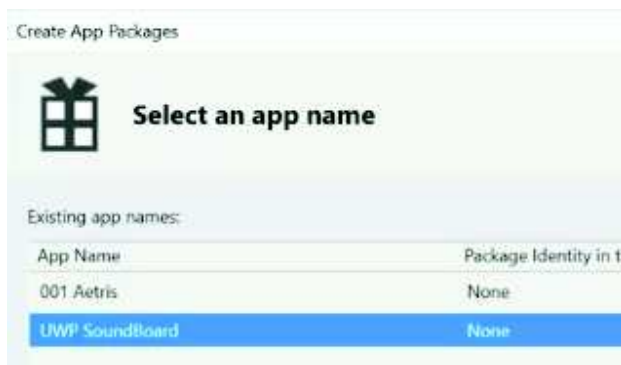 Create App Packages
Select an app name
Existing app names:
App Name Package Identity in t
001 Aetris None
UWP SoundBoard None